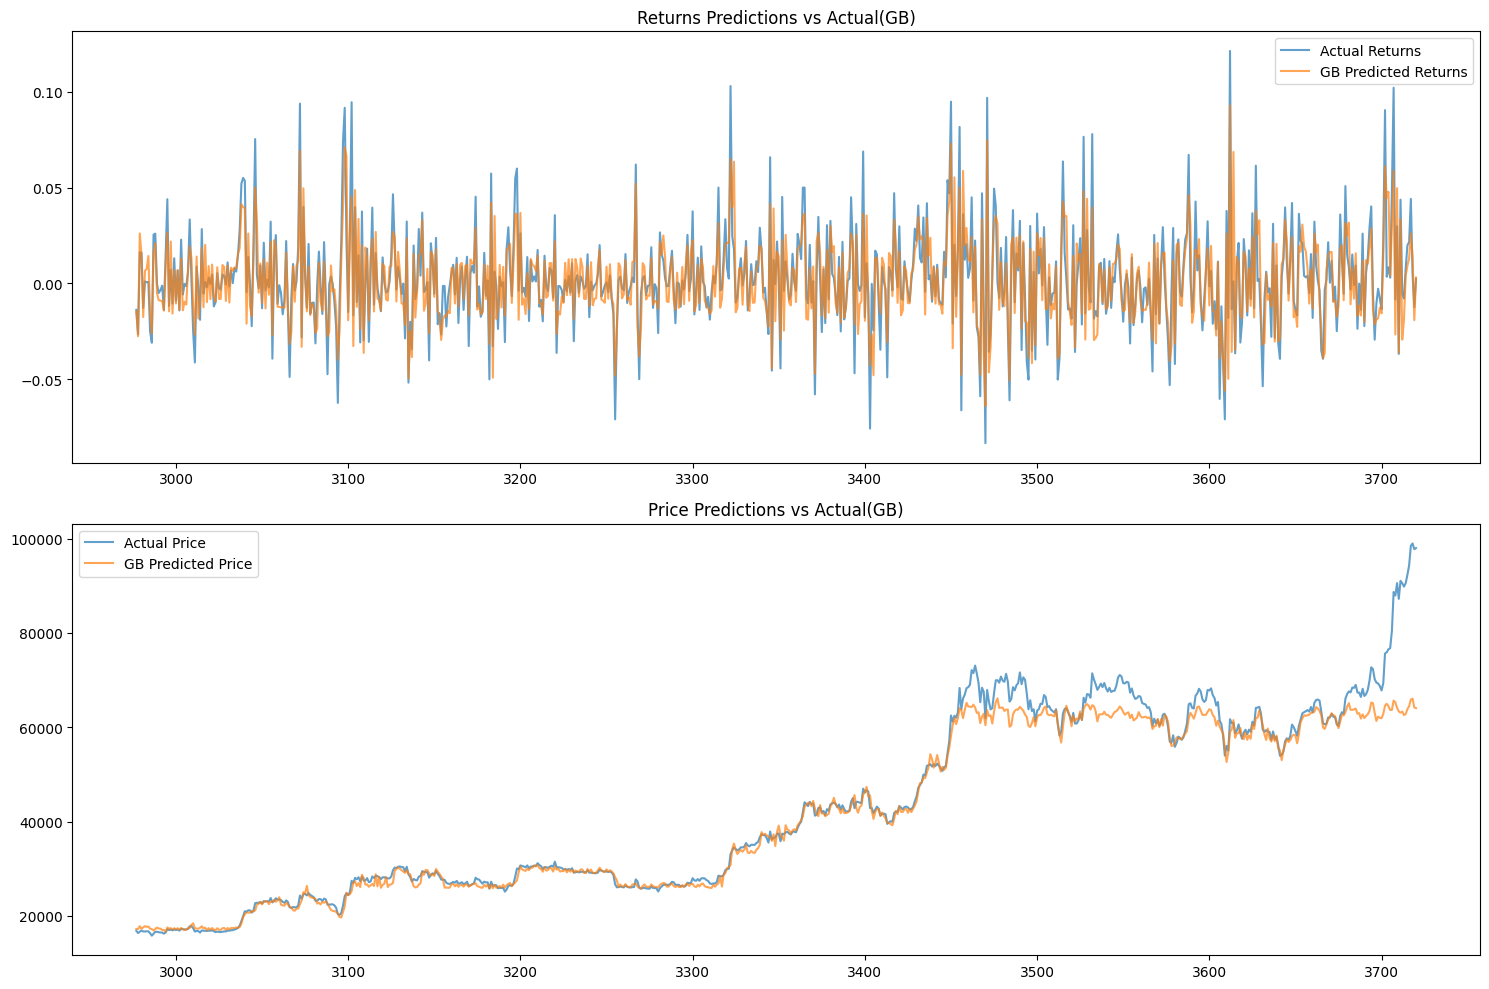 Returns Predictions vs Actual(GB)
Actual Returns
GB Predicted Returns
0.10
0.05
0.00
−0.05
3000 3100 3200 3300 3400 3500 3600 3700
Price Predictions vs Actual(GB)
Actual Price
GB Predicted Price
100000
80000
60000
40000
20000
3000 3100 3200 3300 3400 3500 3600 3700